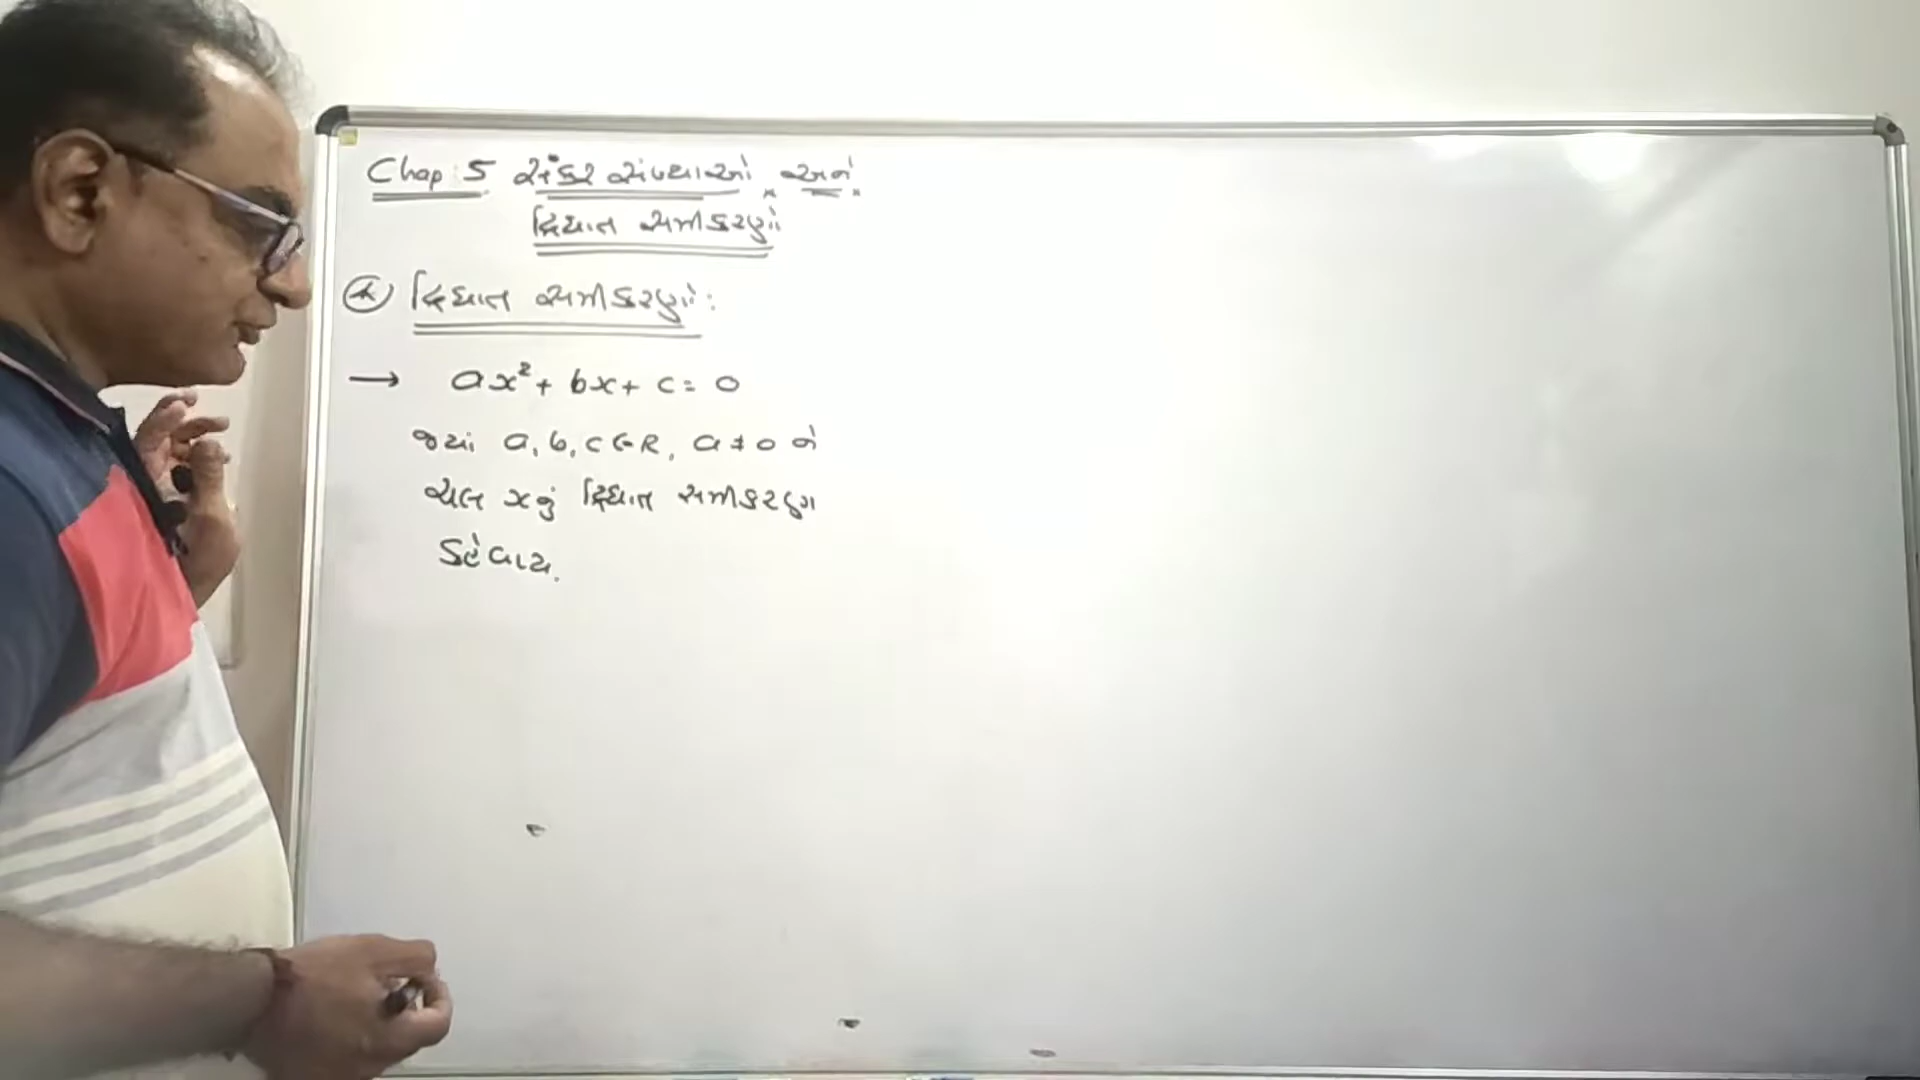 Chap : 5 સંકર સંખ્યાઓ અને
દ્વિઘાત સમીકરણો
દ્વિઘાત સમીકરણો :
→ ax² + bx + c = 0
જ્યાં a, b, c ∈ R, a ≠ 0 ને
ચલ x નું દ્વિઘાત સમીકરણ
કહેવાય.